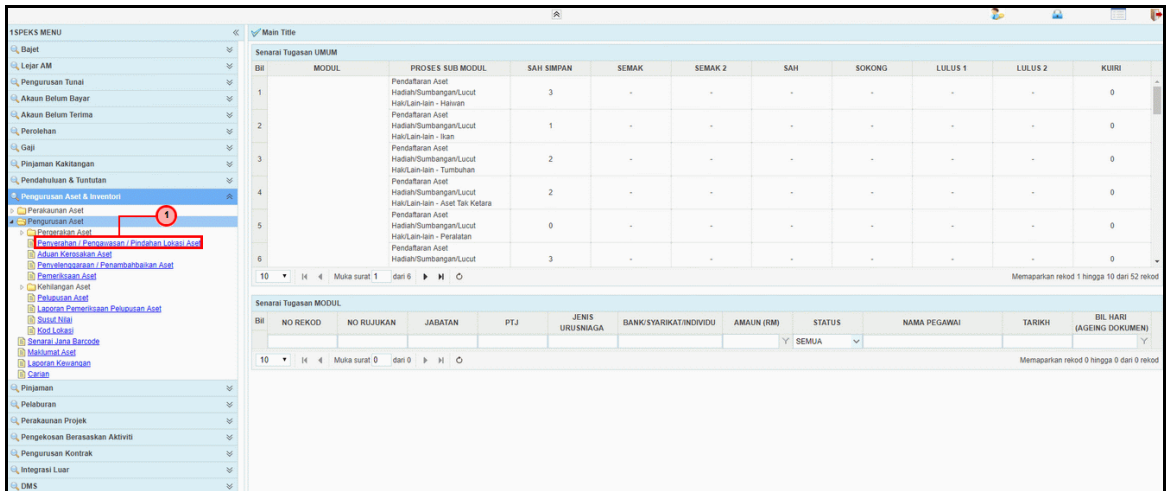 1SPEKS MENU
Bajet
Lejar AM
Pengurusan Tunai
Akaun Belum Bayar
Akaun Belum Terima
Perolehan
Gaji
Pinjaman Kakitangan
Pendahuluan & Tuntutan
Pengurusan Aset & Inventori
Perakaunan Aset
Pengurusan Aset
1
Pergerakan Aset
Penyerahan / Pengawasan / Pindahan Lokasi Aset
Aduan Kerosakan Aset
Penyelenggaraan / Penambahbaikan Aset
Pemeriksaan Aset
Kehilangan Aset
Pelupusan Aset
Laporan Pemeriksaan Pelupusan Aset
Susut Nilai
Kod Lokasi
Senarai Jana Barcode
Maklumat Aset
Laporan Kewangan
Carian
Pinjaman
Pelaburan
Perakaunan Projek
Pengekosan Berasaskan Aktiviti
Pengurusan Kontrak
Integrasi Luar
DMS
Main Title
Senarai Tugasan UMUM
Bil MODUL PROSES SUB MODUL SAH SIMPAN SEMAK SEMAK 2 SAH SOKONG LULUS 1 LULUS 2 KUIRI
Pendaftaran Aset
1 Hadiah/Sumbangan/Lucut 3 - - - - - - 0
Hak/Lain-lain - Haiwan
Pendaftaran Aset
2 Hadiah/Sumbangan/Lucut 1 - - - - - - 0
Hak/Lain-lain - Ikan
Pendaftaran Aset
3 Hadiah/Sumbangan/Lucut 2 - - - - - - 0
Hak/Lain-lain - Tumbuhan
Pendaftaran Aset
4 Hadiah/Sumbangan/Lucut 2 - - - - - - 0
Hak/Lain-lain - Aset Tak Ketara
Pendaftaran Aset
5 Hadiah/Sumbangan/Lucut 0 - - - - - - 0
Hak/Lain-lain - Peralatan
Pendaftaran Aset
6 Hadiah/Sumbangan/Lucut 3 - - - - - - 0
10 Muka surat 1 dari 6 Memaparkan rekod 1 hingga 10 dari 52 rekod
Senarai Tugasan MODUL
Bil NO REKOD NO RUJUKAN JABATAN PTJ JENIS URUSNIAGA BANK/SYARIKAT/INDIVIDU AMAUN (RM) STATUS NAMA PEGAWAI TARIKH BIL HARI (AGEING DOKUMEN)
SEMUA
10 Muka surat 0 dari 0 Memaparkan rekod 0 hingga 0 dari 0 rekod